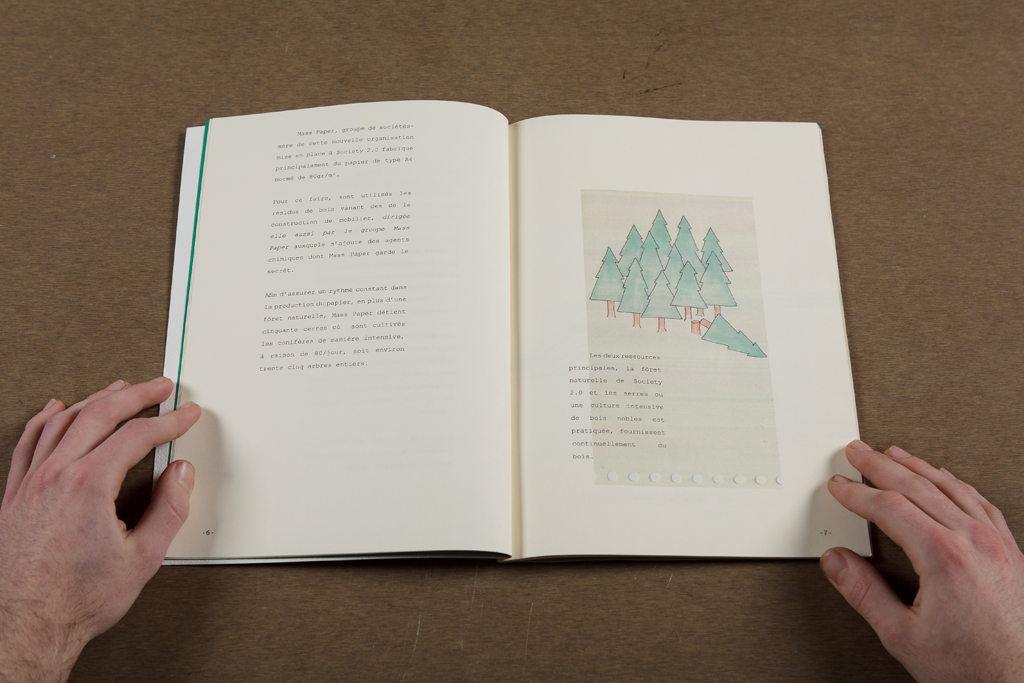 Mass Paper, groupe de sociétés-
mère de cette nouvelle organisation
mise en place à Society 2.0 fabrique
principalement du papier de type A4
normé de 80gr/m².
Pour ce faire, sont utilisés les
résidus de bois venant des de la
construction de mobilier, dirigée
elle aussi par le groupe Mass
Paper auxquels s'ajoute des agents
chimiques dont Mass Paper garde le
secret.
Afin d'assurer un rythme constant dans
la production du papier, en plus d'une
fôret naturelle, Mass Paper détient
cinquante serres où sont cultivés
les conifères de manière intensive,
à raison de 80/jour, soit environ
trente cinq arbres entiers.
-6-
Les deux ressources
principales, la fôret
naturelle de Society
2.0 et les serres ou
une culture intensive
de bois nobles est
pratiquée, fournissent
continuellement du
bois.
-7-